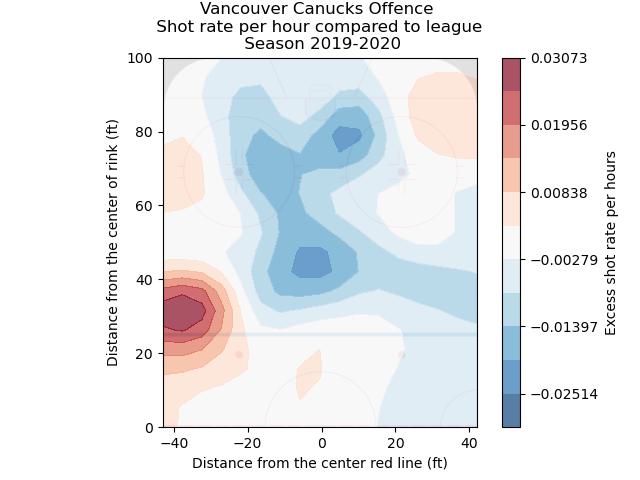 Vancouver Canucks Offence
Shot rate per hour compared to league
Season 2019-2020
100
80
60
40
20
0
−40
−20
0
20
40
Distance from the center of rink (ft)
Distance from the center red line (ft)
0.03073
0.01956
0.00838
−0.00279
−0.01397
−0.02514
Excess shot rate per hours